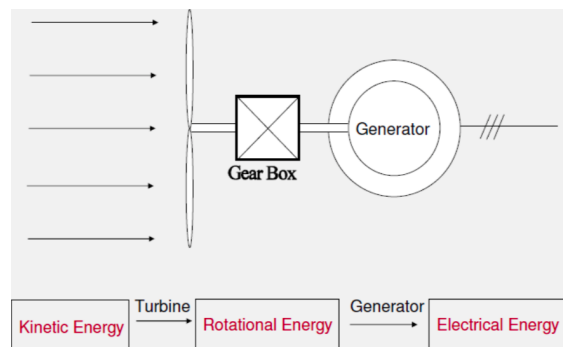 Generator
Gear Box
Turbine
Generator
Kinetic Energy
Rotational Energy
Electrical Energy